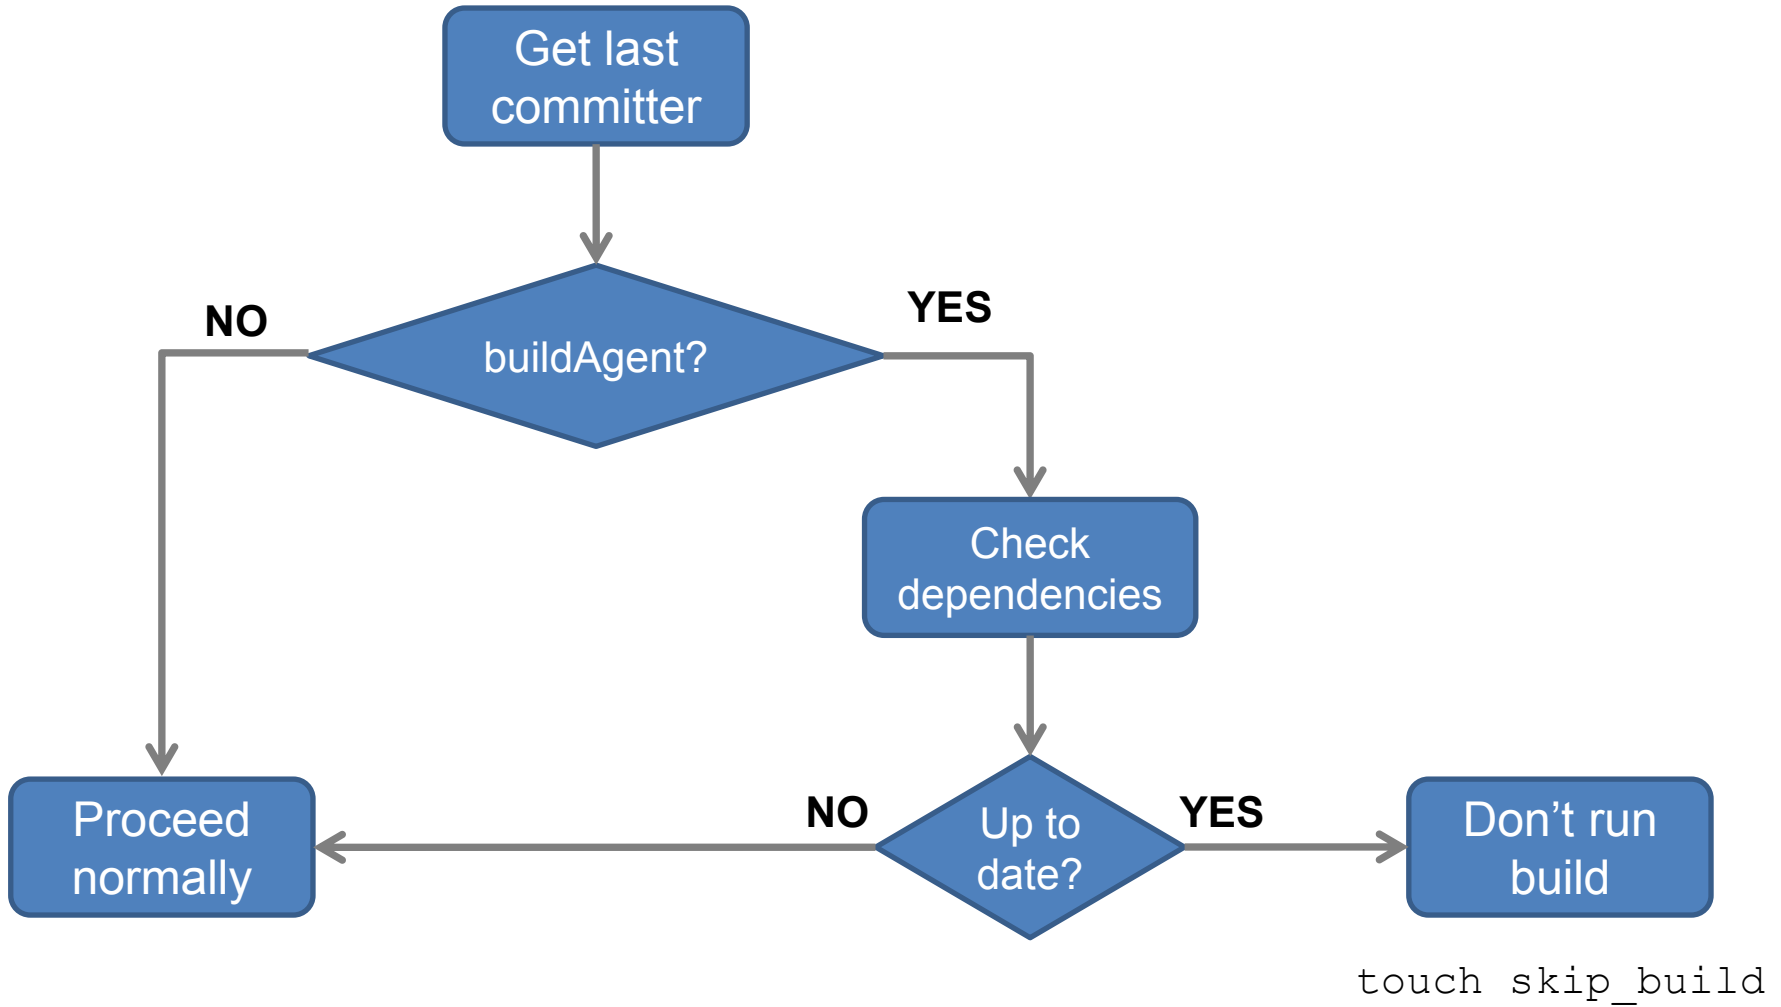 Get last
committer
NO
YES
buildAgent?
Check
dependencies
Proceed
normally
NO
Up to
date?
YES
Don’t run
build
touch skip_build